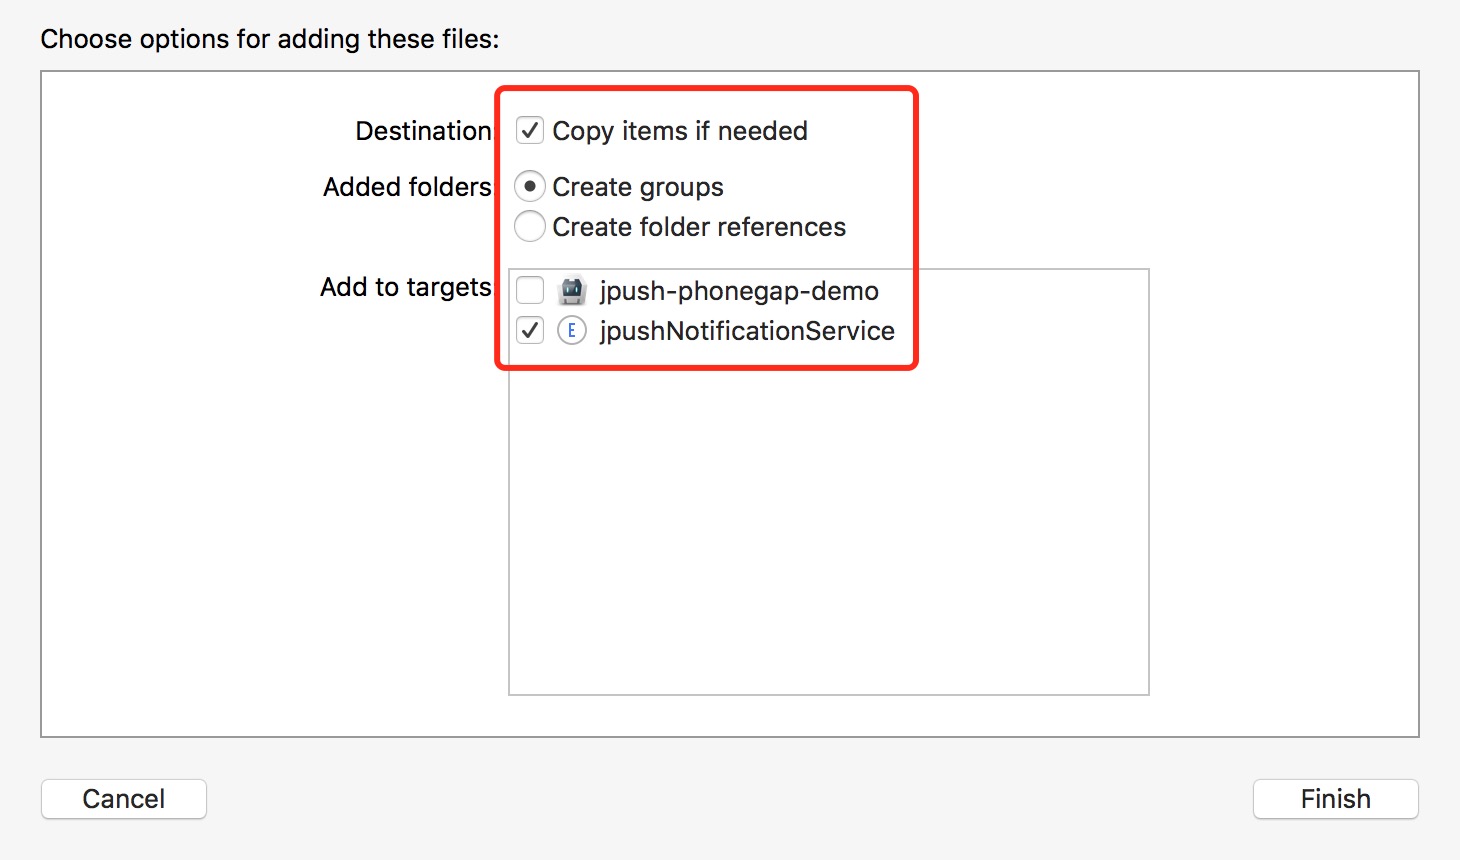 Choose options for adding these files:
Destination: Copy items if needed
Added folders: Create groups
Create folder references
Add to targets: jpush-phonegap-demo
E jpushNotificationService
Cancel Finish